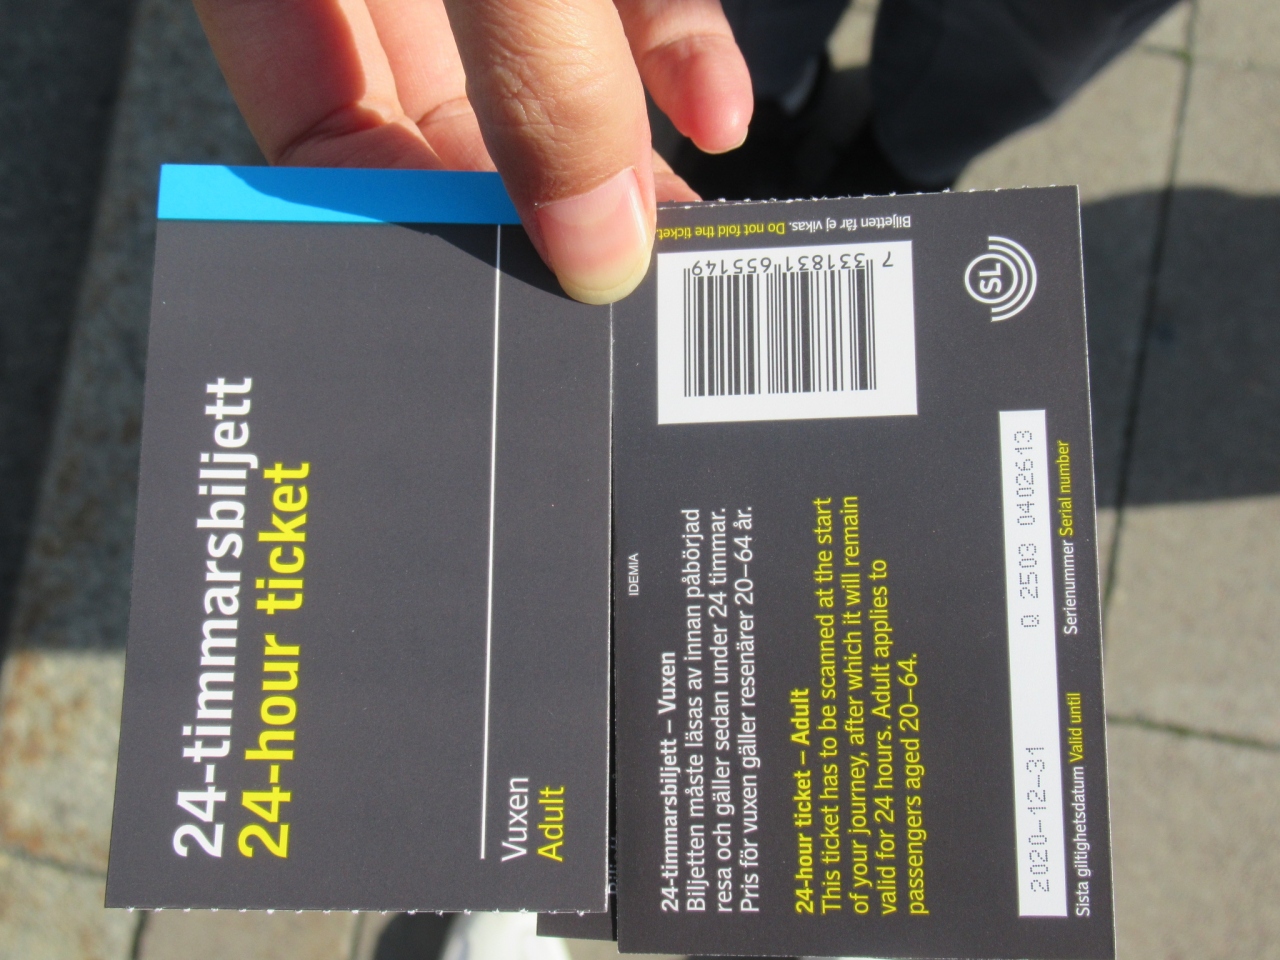 24-timmarsbiljett
24-hour ticket
Vuxen
Adult
Biljetten får ej vikas. Do not fold the ticket.
7 331831 655149
SL
IDEMIA
24-timmarsbiljett – Vuxen
Biljetten måste läsas av innan påbörjad
resa och gäller sedan under 24 timmar.
Pris för vuxen gäller resenärer 20–64 år.
24-hour ticket – Adult
This ticket has to be scanned at the start
of your journey, after which it will remain
valid for 24 hours. Adult applies to
passengers aged 20–64.
2020-12-31 Q 2503 0402613
Sista giltighetsdatum Valid until Serienummer Serial number